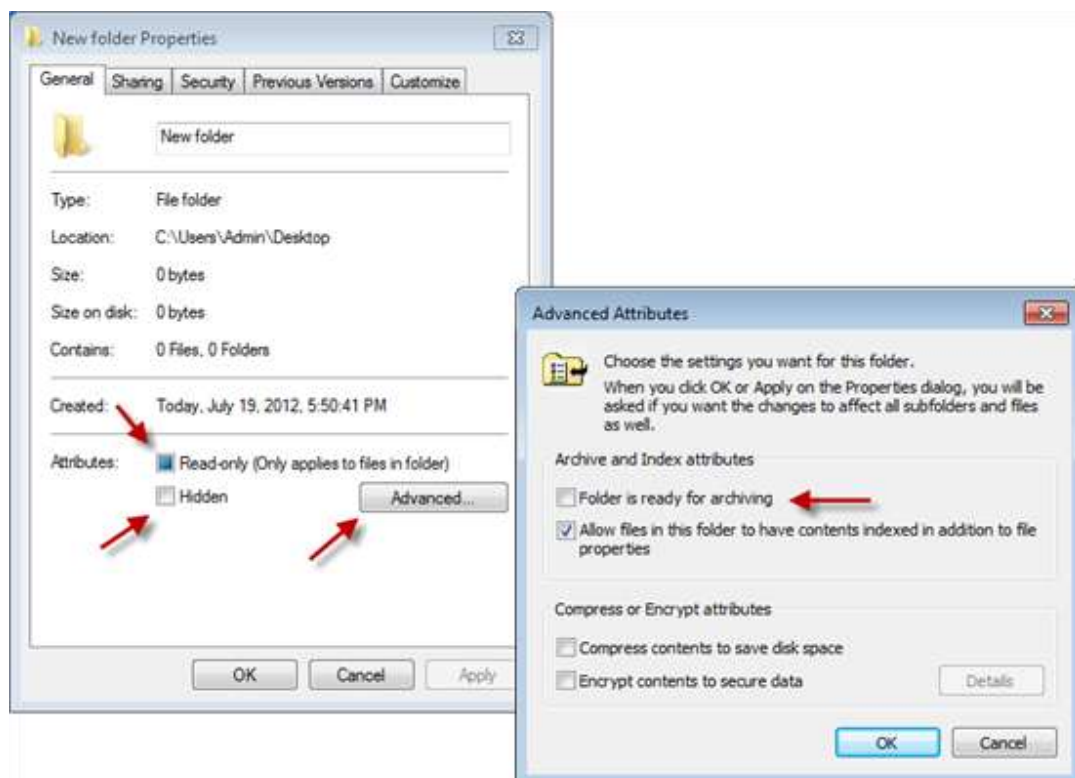 New folder Properties
General Sharing Security Previous Versions Customize
New folder
Type: File folder
Location: C:\Users\Admin\Desktop
Size: 0 bytes
Size on disk: 0 bytes
Contains: 0 Files, 0 Folders
Created: Today, July 19, 2012, 5:50:41 PM
Attributes: Read-only (Only applies to files in folder)
Hidden
Advanced...
OK Cancel Apply
Advanced Attributes
Choose the settings you want for this folder.
When you click OK or Apply on the Properties dialog, you will be
asked if you want the changes to affect all subfolders and files
as well.
Archive and Index attributes
Folder is ready for archiving
Allow files in this folder to have contents indexed in addition to file
properties
Compress or Encrypt attributes
Compress contents to save disk space
Encrypt contents to secure data
Details
OK Cancel